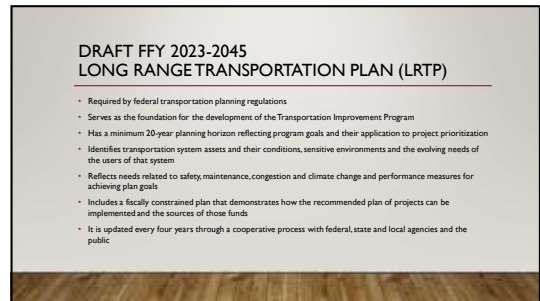 DRAFT FFY 2023-2045
LONG RANGE TRANSPORTATION PLAN (LRTP)
• Required by federal transportation planning regulations
• Serves as the foundation for the development of the Transportation Improvement Program
• Has a minimum 20-year planning horizon reflecting program goals and their application to project prioritization
• Identifies transportation system assets and their conditions, sensitive environments and the evolving needs of
the users of that system
• Reflects needs related to safety, maintenance, congestion and climate change and performance measures for
achieving plan goals
• Includes a fiscally constrained plan that demonstrates how the recommended plan of projects can be
implemented and the sources of those funds
• It is updated every four years through a cooperative process with federal, state and local agencies and the
public